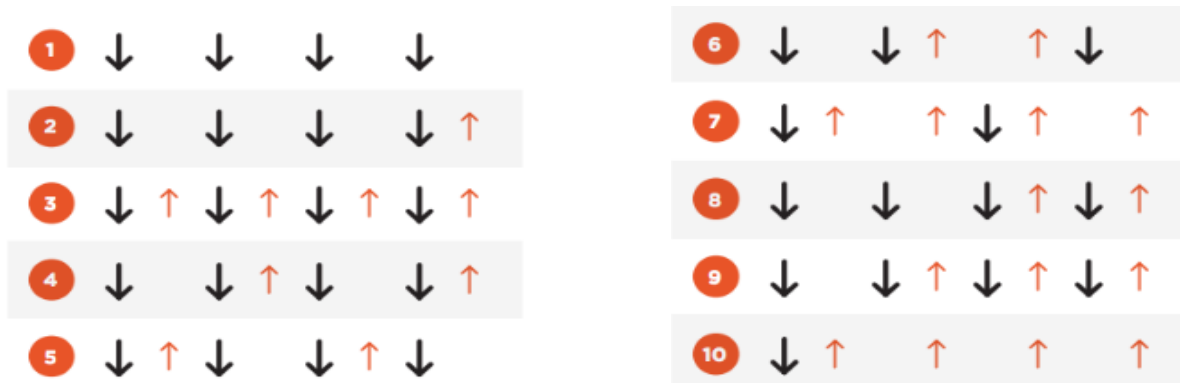 1 ↓ ↓ ↓ ↓
2 ↓ ↓ ↓ ↓ ↑
3 ↓ ↑ ↓ ↑ ↓ ↑ ↓ ↑
4 ↓ ↓ ↑ ↓ ↓ ↑
5 ↓ ↑ ↓ ↓ ↑ ↓
6 ↓ ↓ ↑ ↑ ↓
7 ↓ ↑ ↑ ↓ ↑ ↑
8 ↓ ↓ ↓ ↑ ↓ ↑
9 ↓ ↓ ↑ ↓ ↑ ↓ ↑
10 ↓ ↑ ↑ ↑ ↑